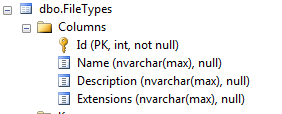 dbo.FileTypes
Columns
Id (PK, int, not null)
Name (nvarchar(max), null)
Description (nvarchar(max), null)
Extensions (nvarchar(max), null)